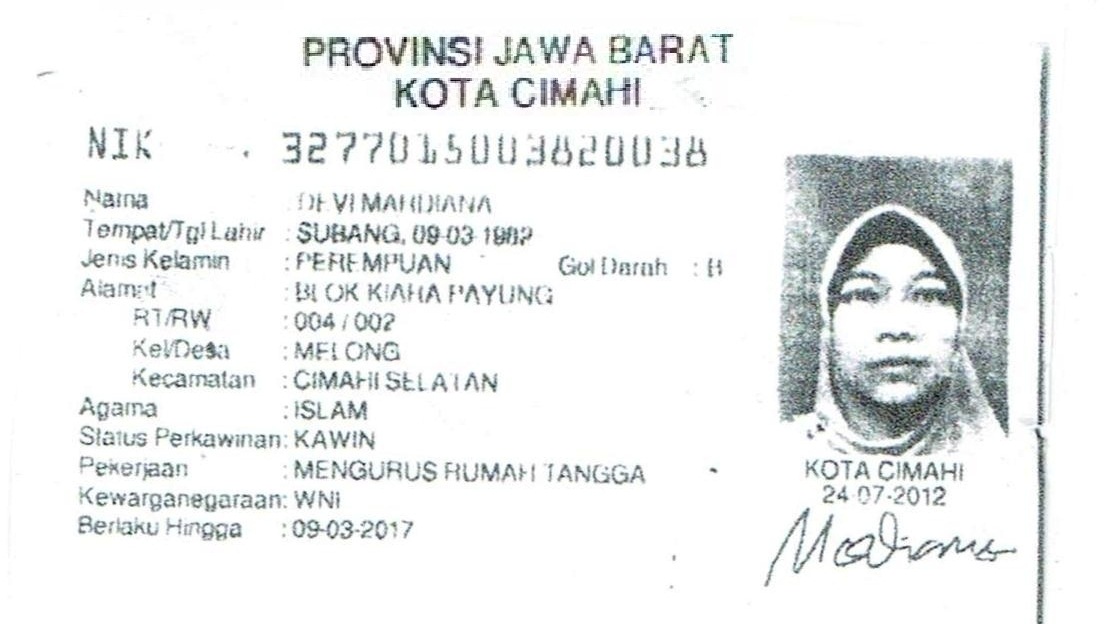 PROVINSI JAWA BARAT
KOTA CIMAHI
NIK : 3277015003820038
Nama : DEVI MARDIANA
Tempat/Tgl Lahir : SUBANG, 09-03-1982
Jenis Kelamin : PEREMPUAN Gol Darah : B
Alamat : BLOK KIARA PAYUNG
RT/RW : 004 / 002
Kel/Desa : MELONG
Kecamatan : CIMAHI SELATAN
Agama : ISLAM
Status Perkawinan: KAWIN
Pekerjaan : MENGURUS RUMAH TANGGA
Kewarganegaraan: WNI
Berlaku Hingga : 09-03-2017
KOTA CIMAHI
24-07-2012